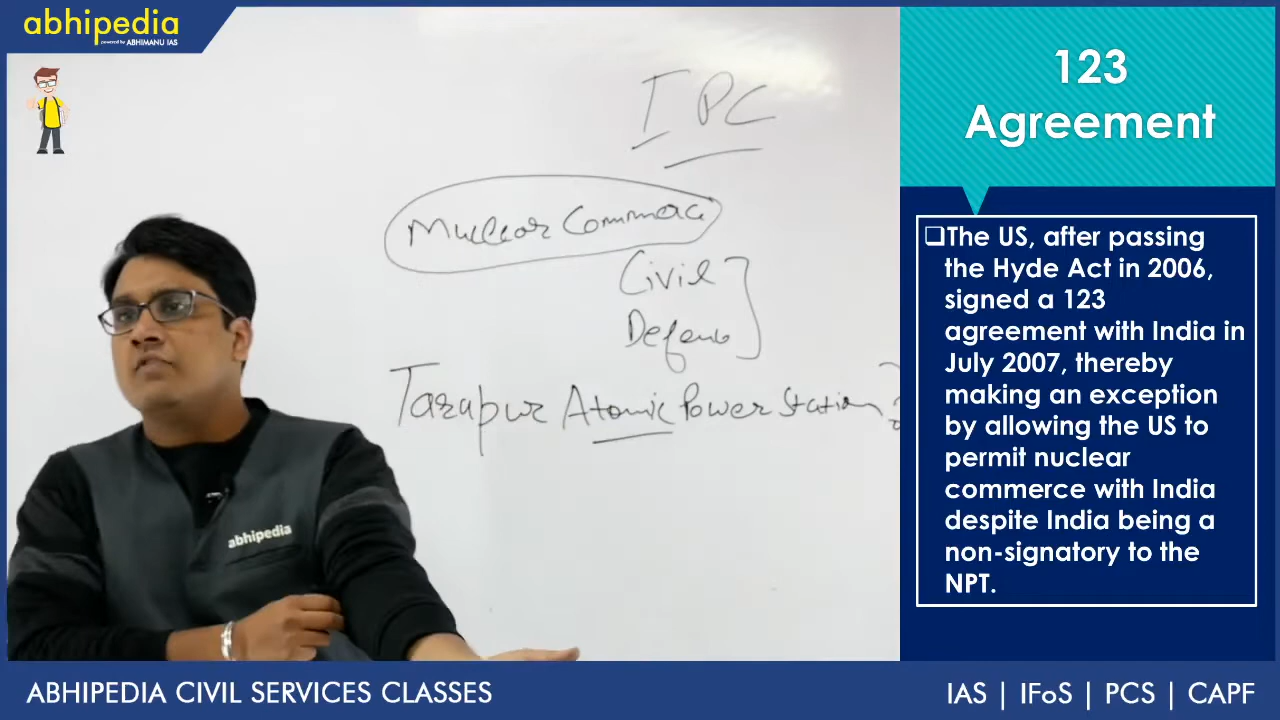 abhipedia
powered by ABHIMANU IAS
IPC
Nuclear Commerce
Civil
Defence
Tarapur Atomic Power Station
abhipedia
123
Agreement
❑The US, after passing
the Hyde Act in 2006,
signed a 123
agreement with India in
July 2007, thereby
making an exception
by allowing the US to
permit nuclear
commerce with India
despite India being a
non-signatory to the
NPT.
ABHIPEDIA CIVIL SERVICES CLASSES
IAS | IFoS | PCS | CAPF